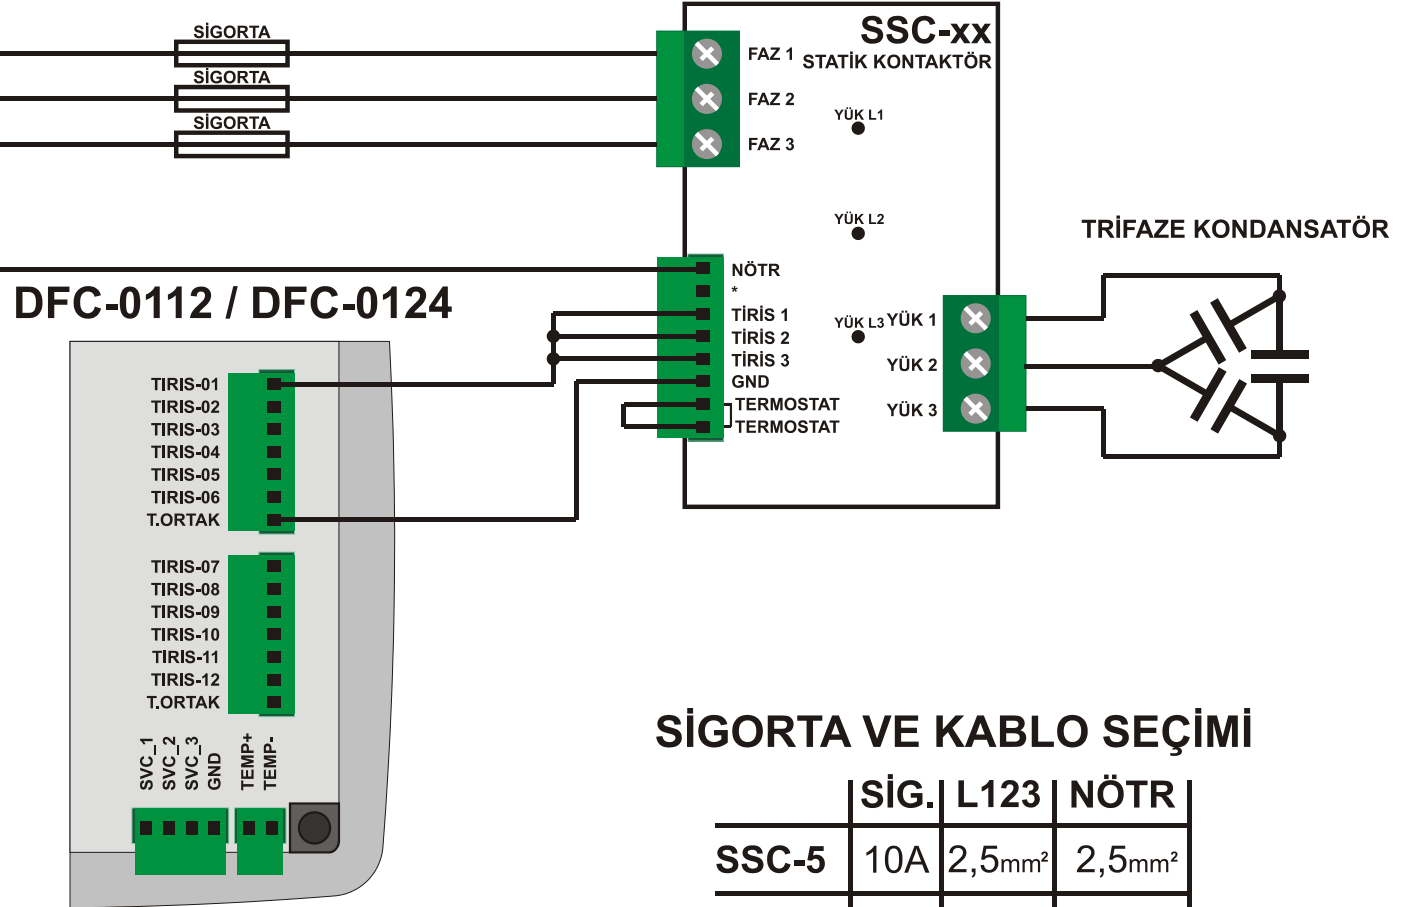 SİGORTA
SİGORTA
SİGORTA
SSC-xx
STATİK KONTAKTÖR
FAZ 1
FAZ 2
FAZ 3
YÜK L1
YÜK L2
YÜK L3
NÖTR
*
TİRİS 1
TİRİS 2
TİRİS 3
GND
TERMOSTAT
TERMOSTAT
YÜK 1
YÜK 2
YÜK 3
TRİFAZE KONDANSATÖR
DFC-0112 / DFC-0124
TIRIS-01
TIRIS-02
TIRIS-03
TIRIS-04
TIRIS-05
TIRIS-06
T.ORTAK
TIRIS-07
TIRIS-08
TIRIS-09
TIRIS-10
TIRIS-11
TIRIS-12
T.ORTAK
SVC_1
SVC_2
SVC_3
GND
TEMP+
TEMP-
SİGORTA VE KABLO SEÇİMİ
SİG. L123 NÖTR
SSC-5 10A 2,5mm² 2,5mm²